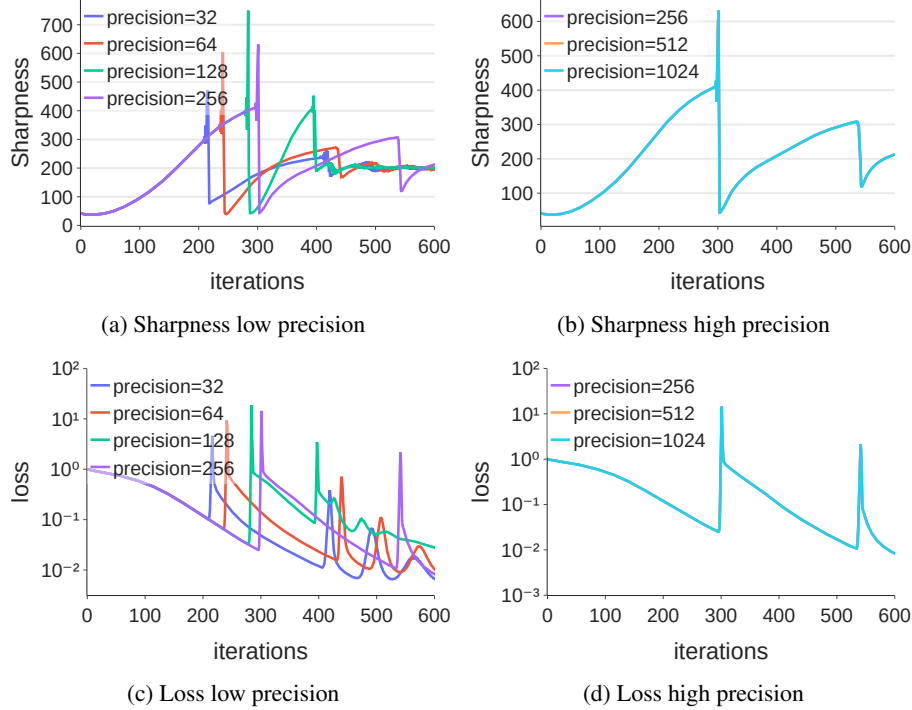 700
600
500
400
300
200
100
0
Sharpness
precision=32
precision=64
precision=128
precision=256
0 100 200 300 400 500 600
iterations
(a) Sharpness low precision
600
500
400
300
200
100
Sharpness
precision=256
precision=512
precision=1024
0 100 200 300 400 500 600
iterations
(b) Sharpness high precision
10²
10¹
10⁰
10⁻¹
10⁻²
loss
precision=32
precision=64
precision=128
precision=256
0 100 200 300 400 500 600
iterations
(c) Loss low precision
10²
10¹
10⁰
10⁻¹
10⁻²
10⁻³
loss
precision=256
precision=512
precision=1024
0 100 200 300 400 500 600
iterations
(d) Loss high precision